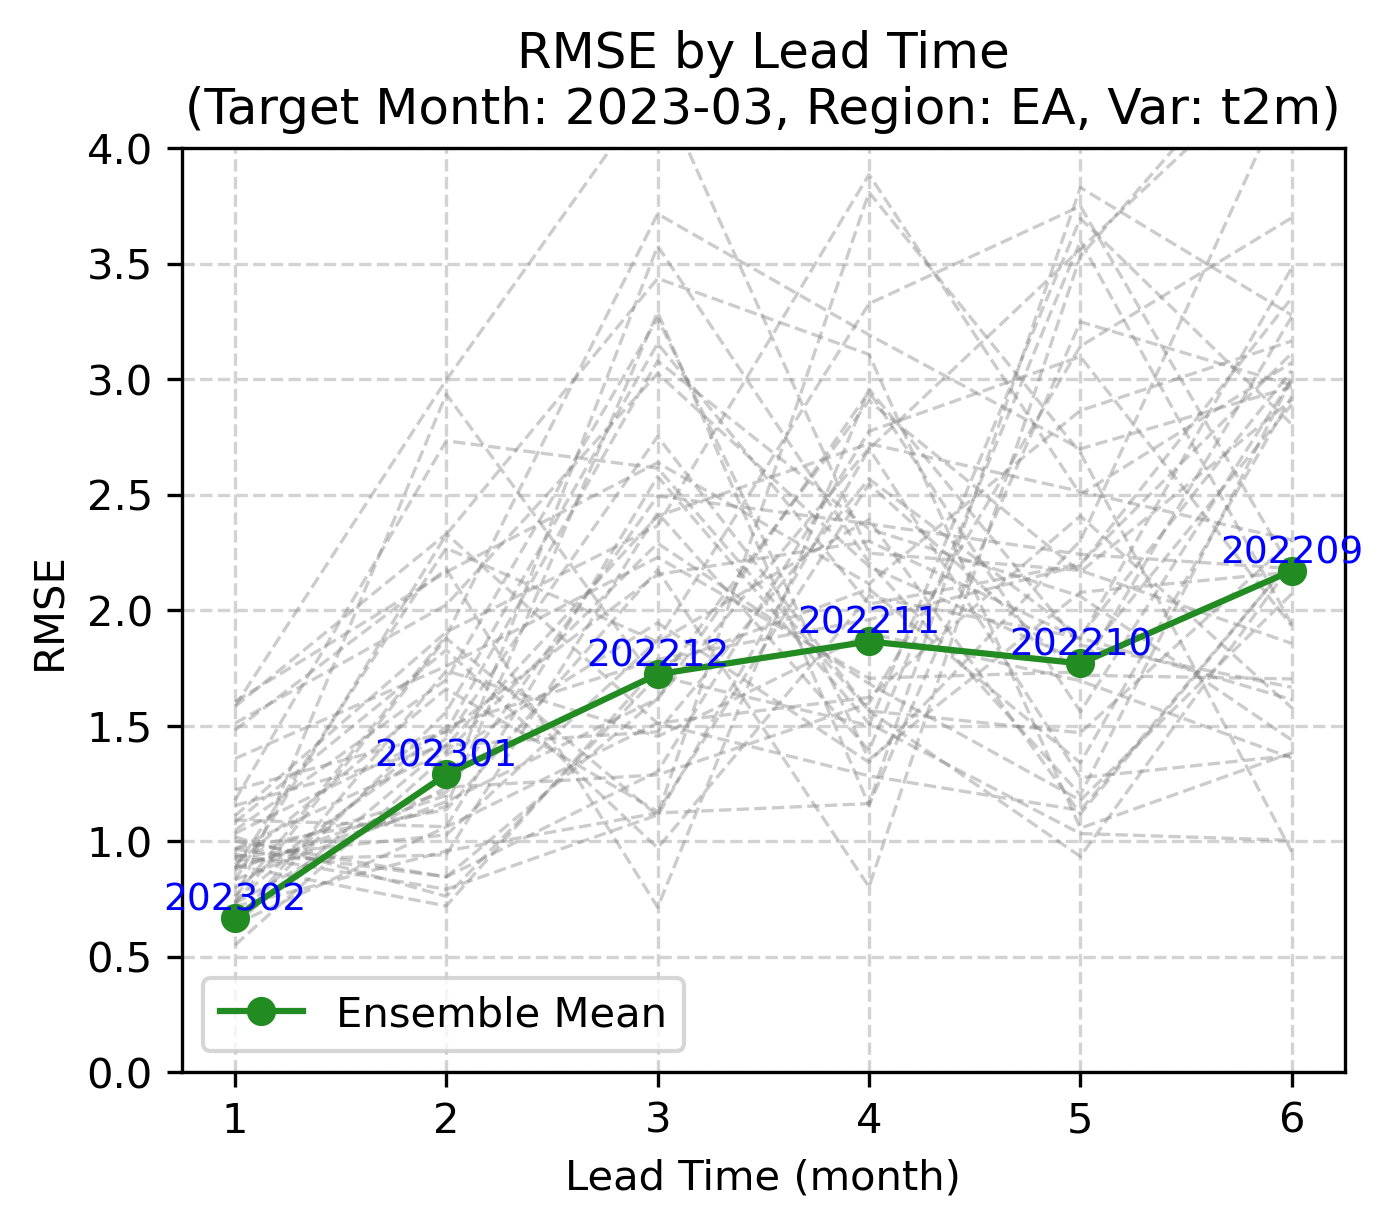 RMSE by Lead Time
(Target Month: 2023-03, Region: EA, Var: t2m)
RMSE
4.0
3.5
3.0
2.5
2.0
1.5
1.0
0.5
0.0
202302
202301
202212
202211
202210
202209
Ensemble Mean
1 2 3 4 5 6
Lead Time (month)